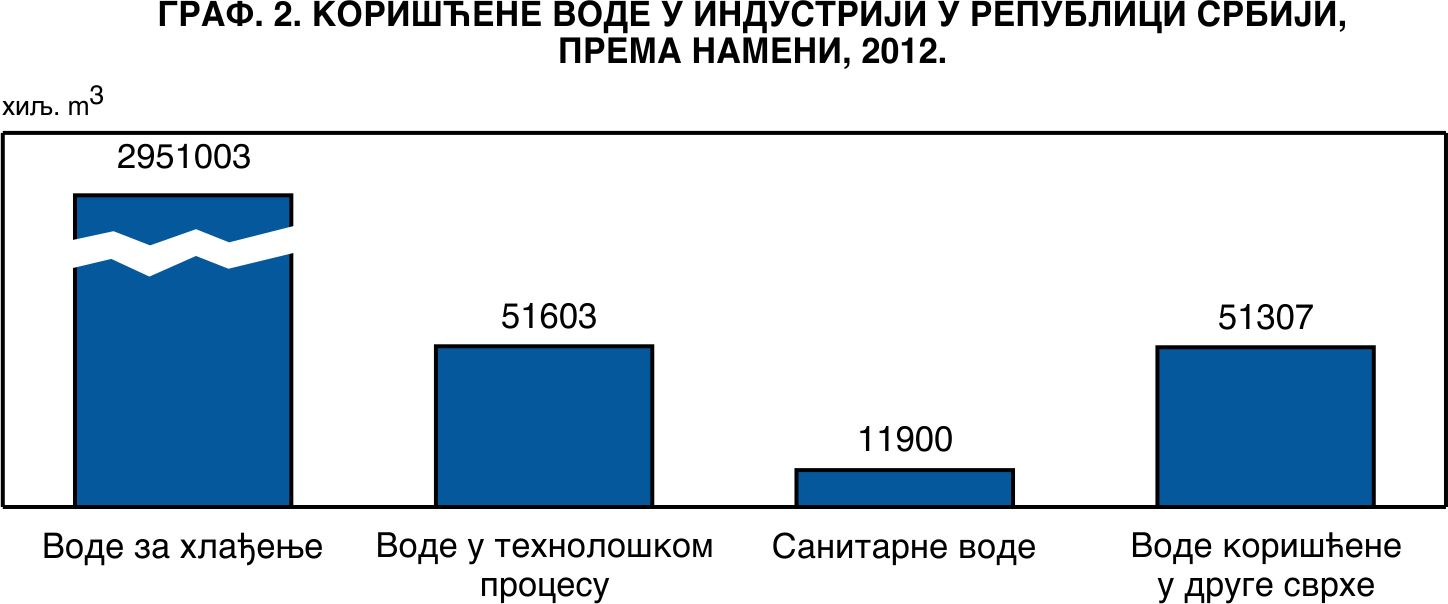 ГРАФ. 2. КОРИШЋЕНЕ ВОДЕ У ИНДУСТРИЈИ У РЕПУБЛИЦИ СРБИЈИ,
ПРЕМА НАМЕНИ, 2012.
хиљ. m³
2951003
51603
11900
51307
Воде за хлађење
Воде у технолошком
процесу
Санитарне воде
Воде коришћене
у друге сврхе